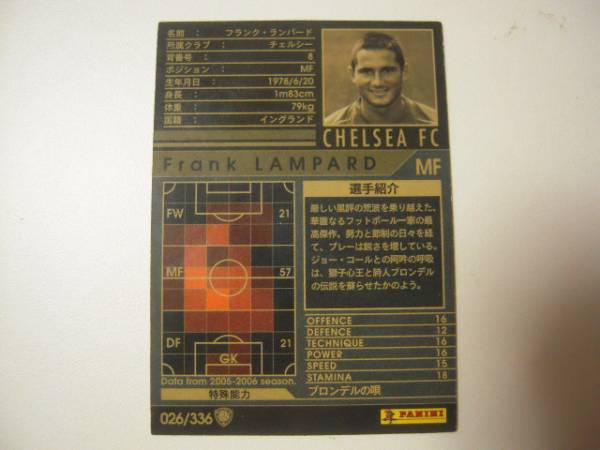 名前 : フランク・ランパード
所属クラブ : チェルシー
背番号 : 8
ポジション : MF
生年月日 : 1978/6/20
身長 : 1m83cm
体重 : 79kg
国籍 : イングランド
CHELSEA FC
Frank LAMPARD
MF
FW 21
MF 57
DF 21
GK
Data from 2005-2006 season.
特殊能力
選手紹介
厳しい風評の荒波を乗り越えた、
華麗なるフットボール一家の最
高傑作。努力と節制の日々を経
て、プレーは鋭さを増している。
ジョー・コールとの阿吽の呼吸
は、獅子心王と詩人ブロンデル
の伝説を蘇らせたかのよう。
OFFENCE 16
DEFENCE 12
TECHNIQUE 16
POWER 16
SPEED 15
STAMINA 18
ブロンデルの唄
026/336
PANINI